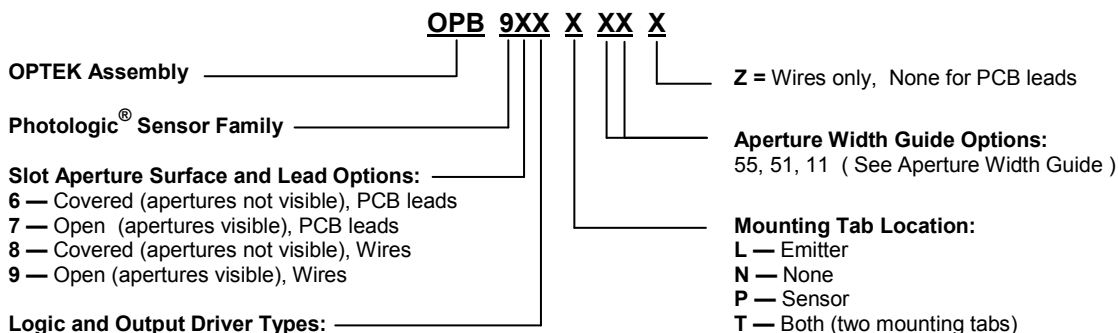 OPB 9XX X XX X
OPTEK Assembly
Photologic® Sensor Family
Slot Aperture Surface and Lead Options:
6 — Covered (apertures not visible), PCB leads
7 — Open (apertures visible), PCB leads
8 — Covered (apertures not visible), Wires
9 — Open (apertures visible), Wires
Logic and Output Driver Types:
Z = Wires only, None for PCB leads
Aperture Width Guide Options:
55, 51, 11 ( See Aperture Width Guide )
Mounting Tab Location:
L — Emitter
N — None
P — Sensor
T — Both (two mounting tabs)